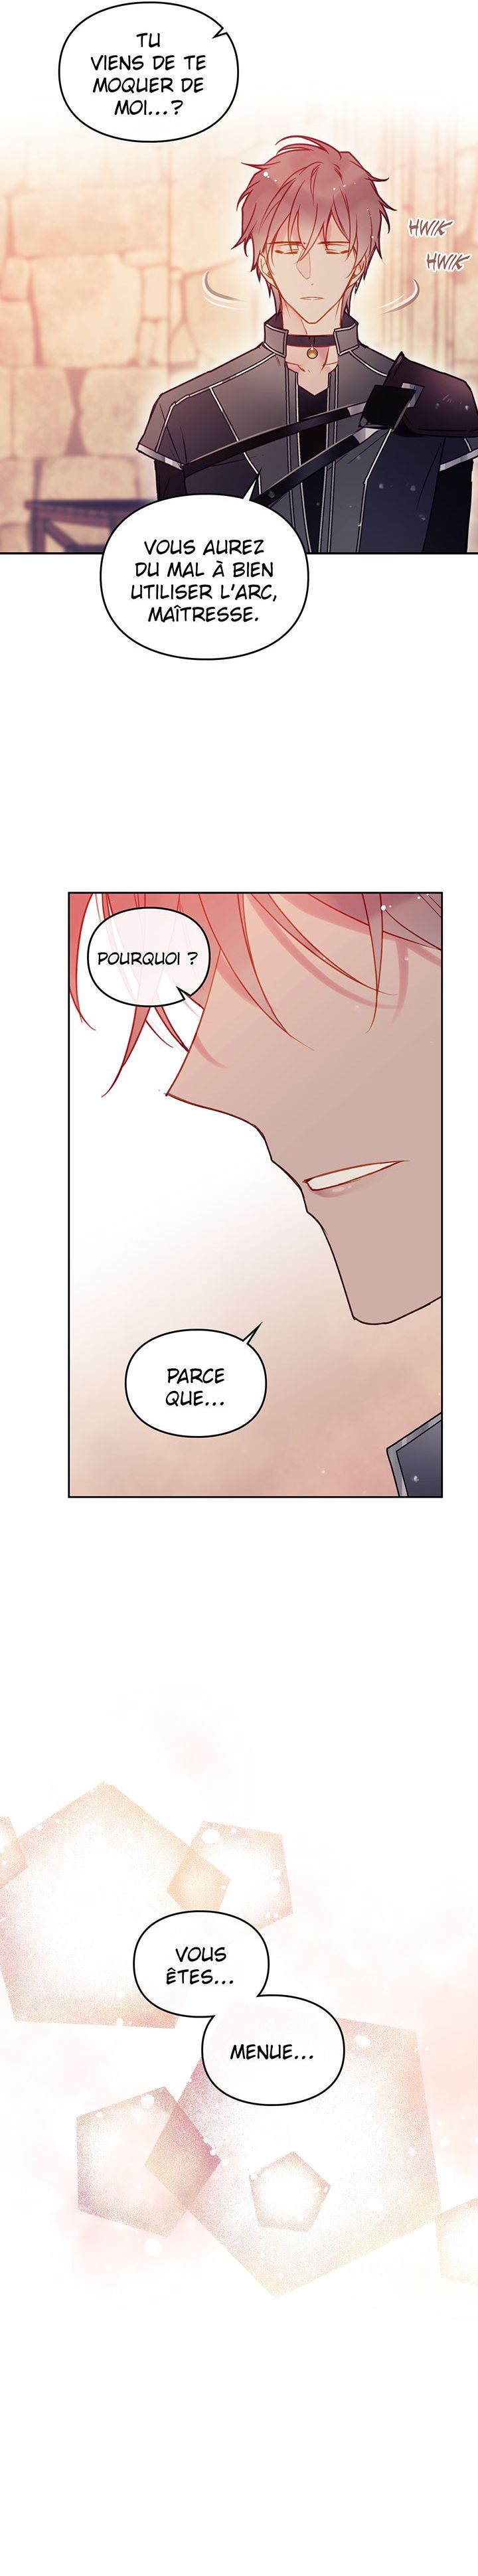 TU
VIENS DE TE
MOQUER DE
MOI...?
HWIK
HWIK
VOUS AUREZ
DU MAL À BIEN
UTILISER L'ARC,
MAÎTRESSE.
POURQUOI ?
PARCE
QUE...
VOUS
ÊTES...
MENUE...